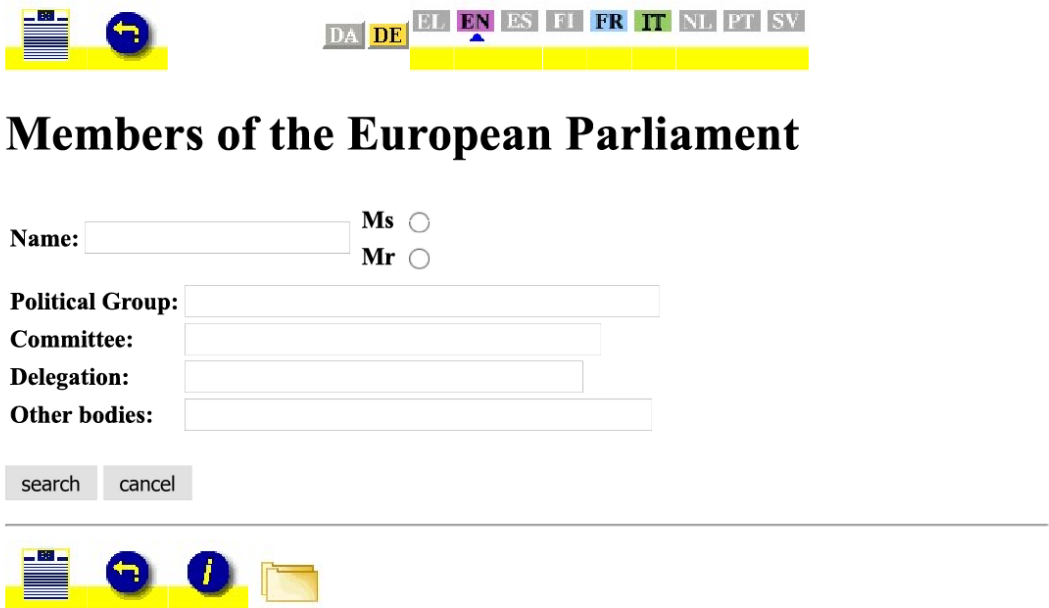 DA DE EL EN ES FI FR IT NL PT SV
Members of the European Parliament
Name:
Ms
Mr
Political Group:
Committee:
Delegation:
Other bodies:
search cancel
i